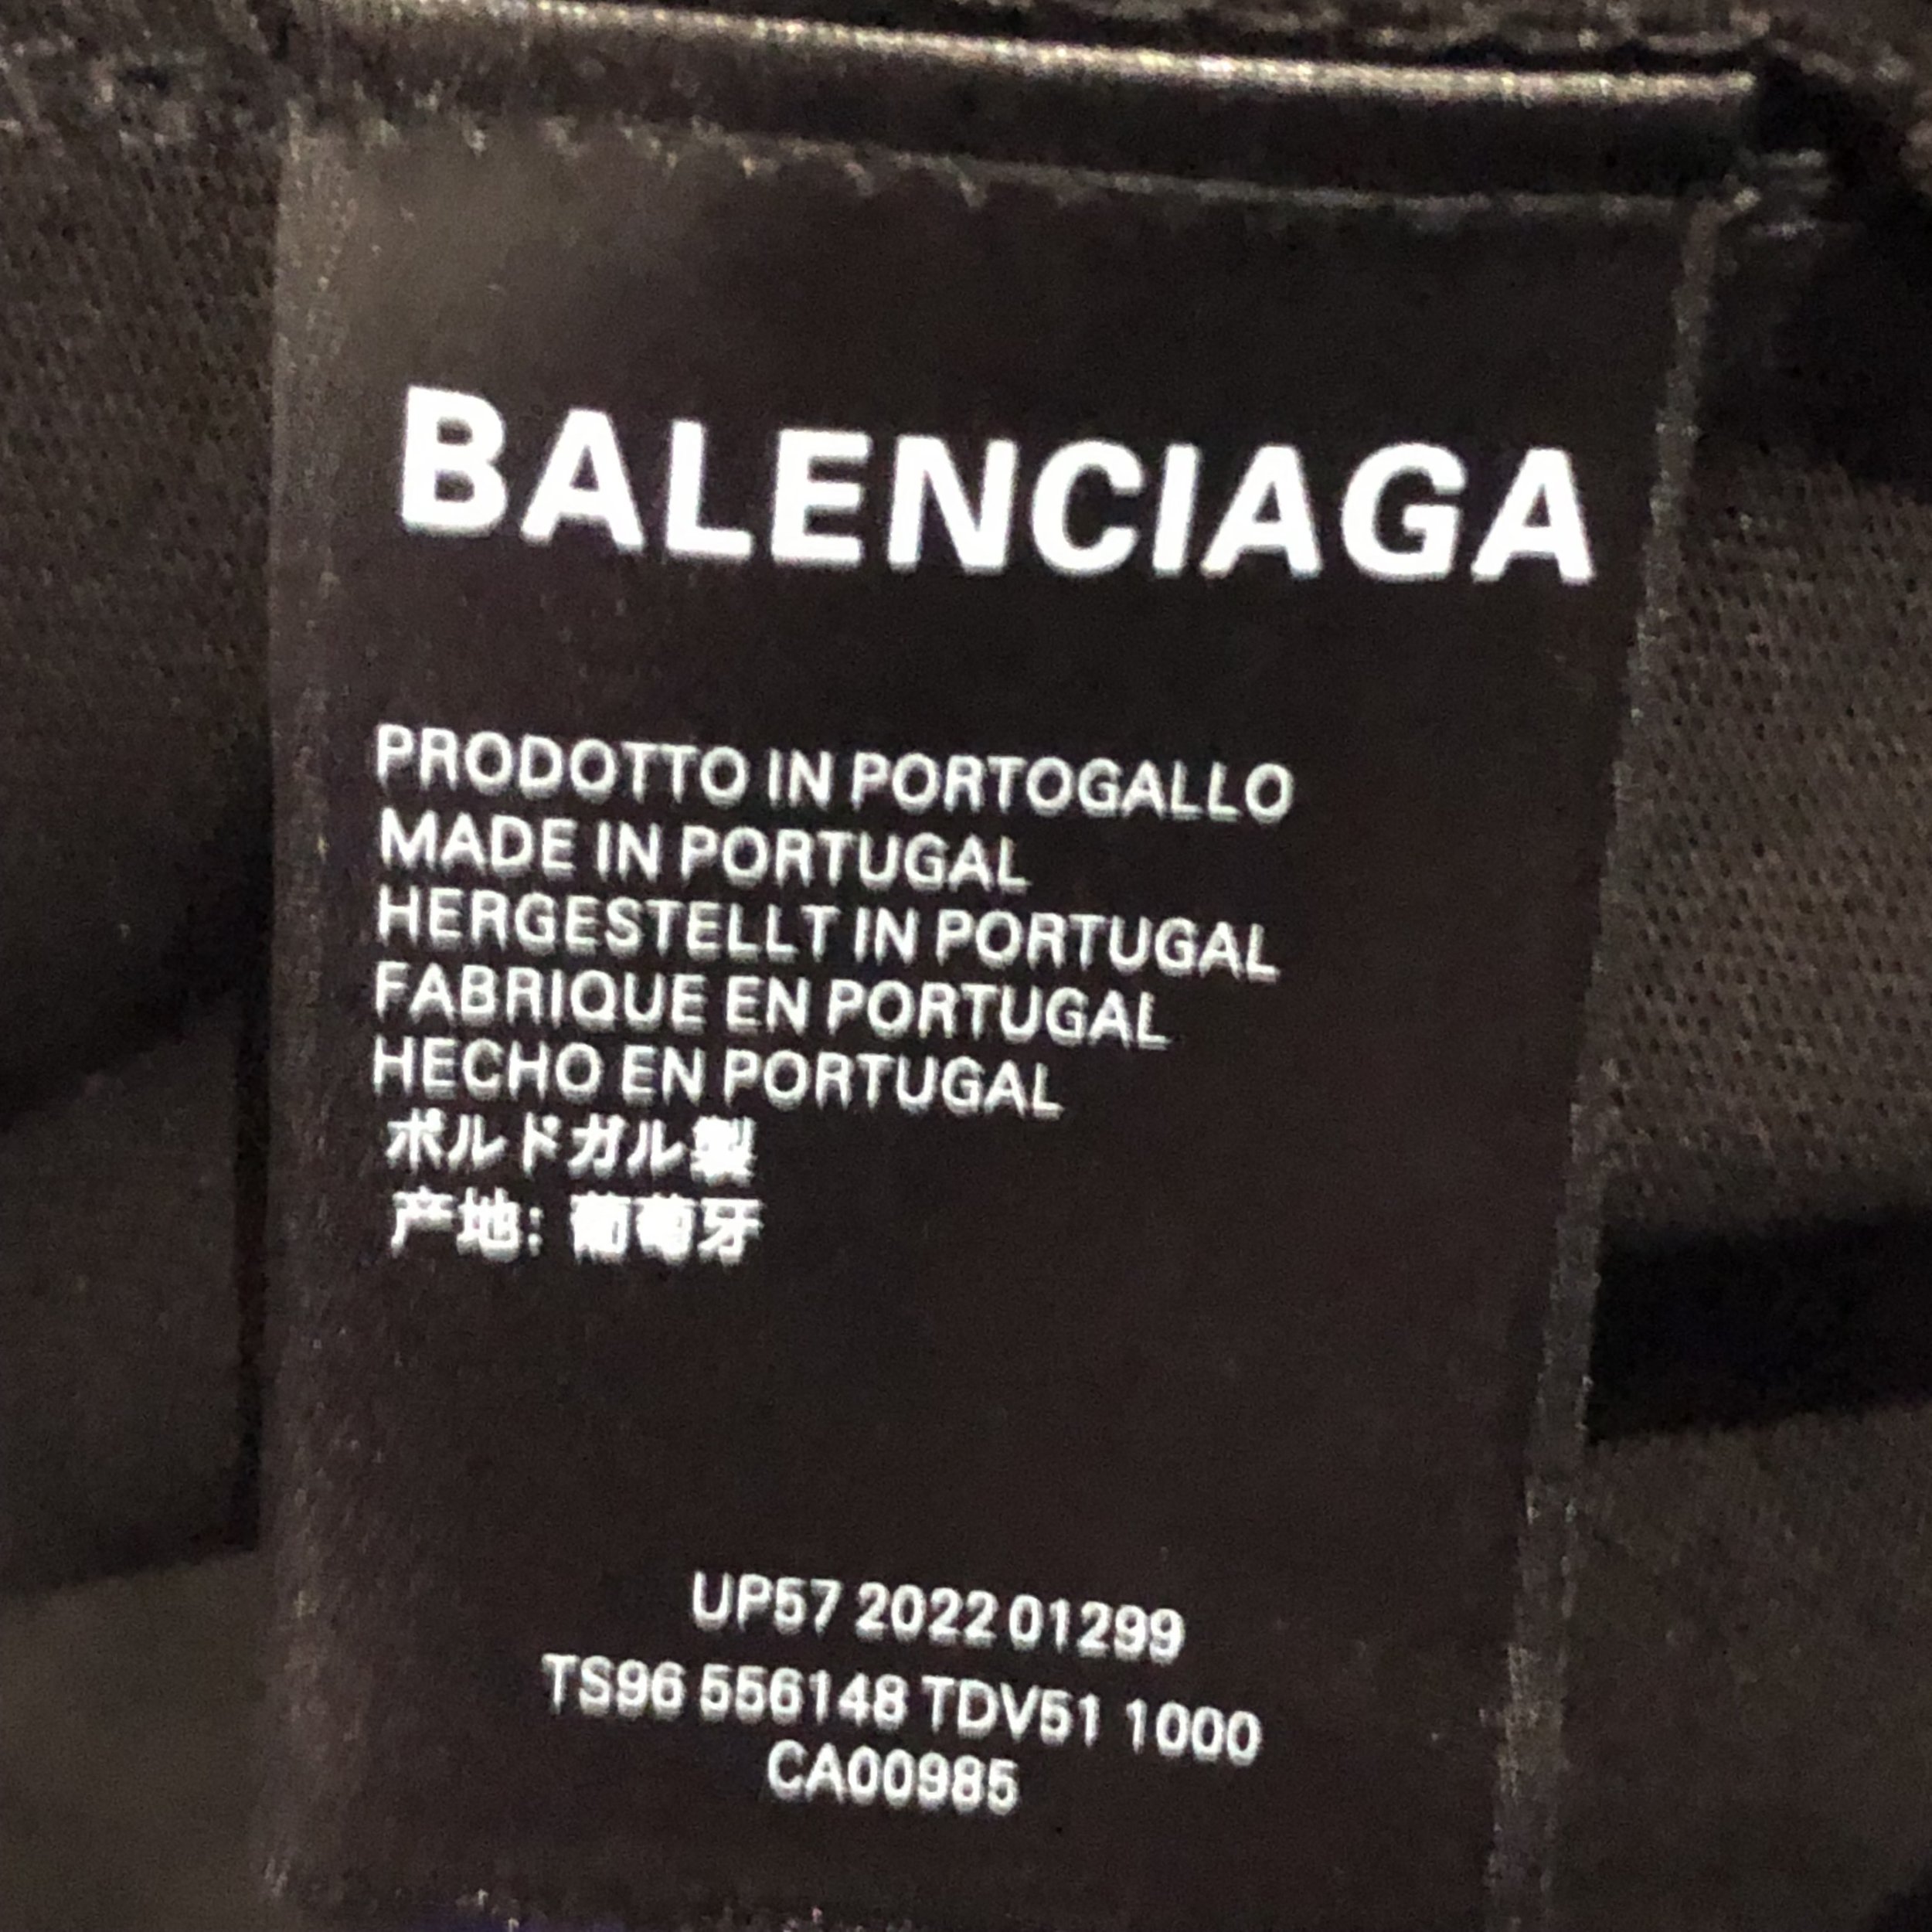 BALENCIAGA
PRODOTTO IN PORTOGALLO
MADE IN PORTUGAL
HERGESTELLT IN PORTUGAL
FABRIQUE EN PORTUGAL
HECHO EN PORTUGAL
ポルドガル製
产地: 葡萄牙
UP57 2022 01299
TS96 556148 TDV51 1000
CA00985